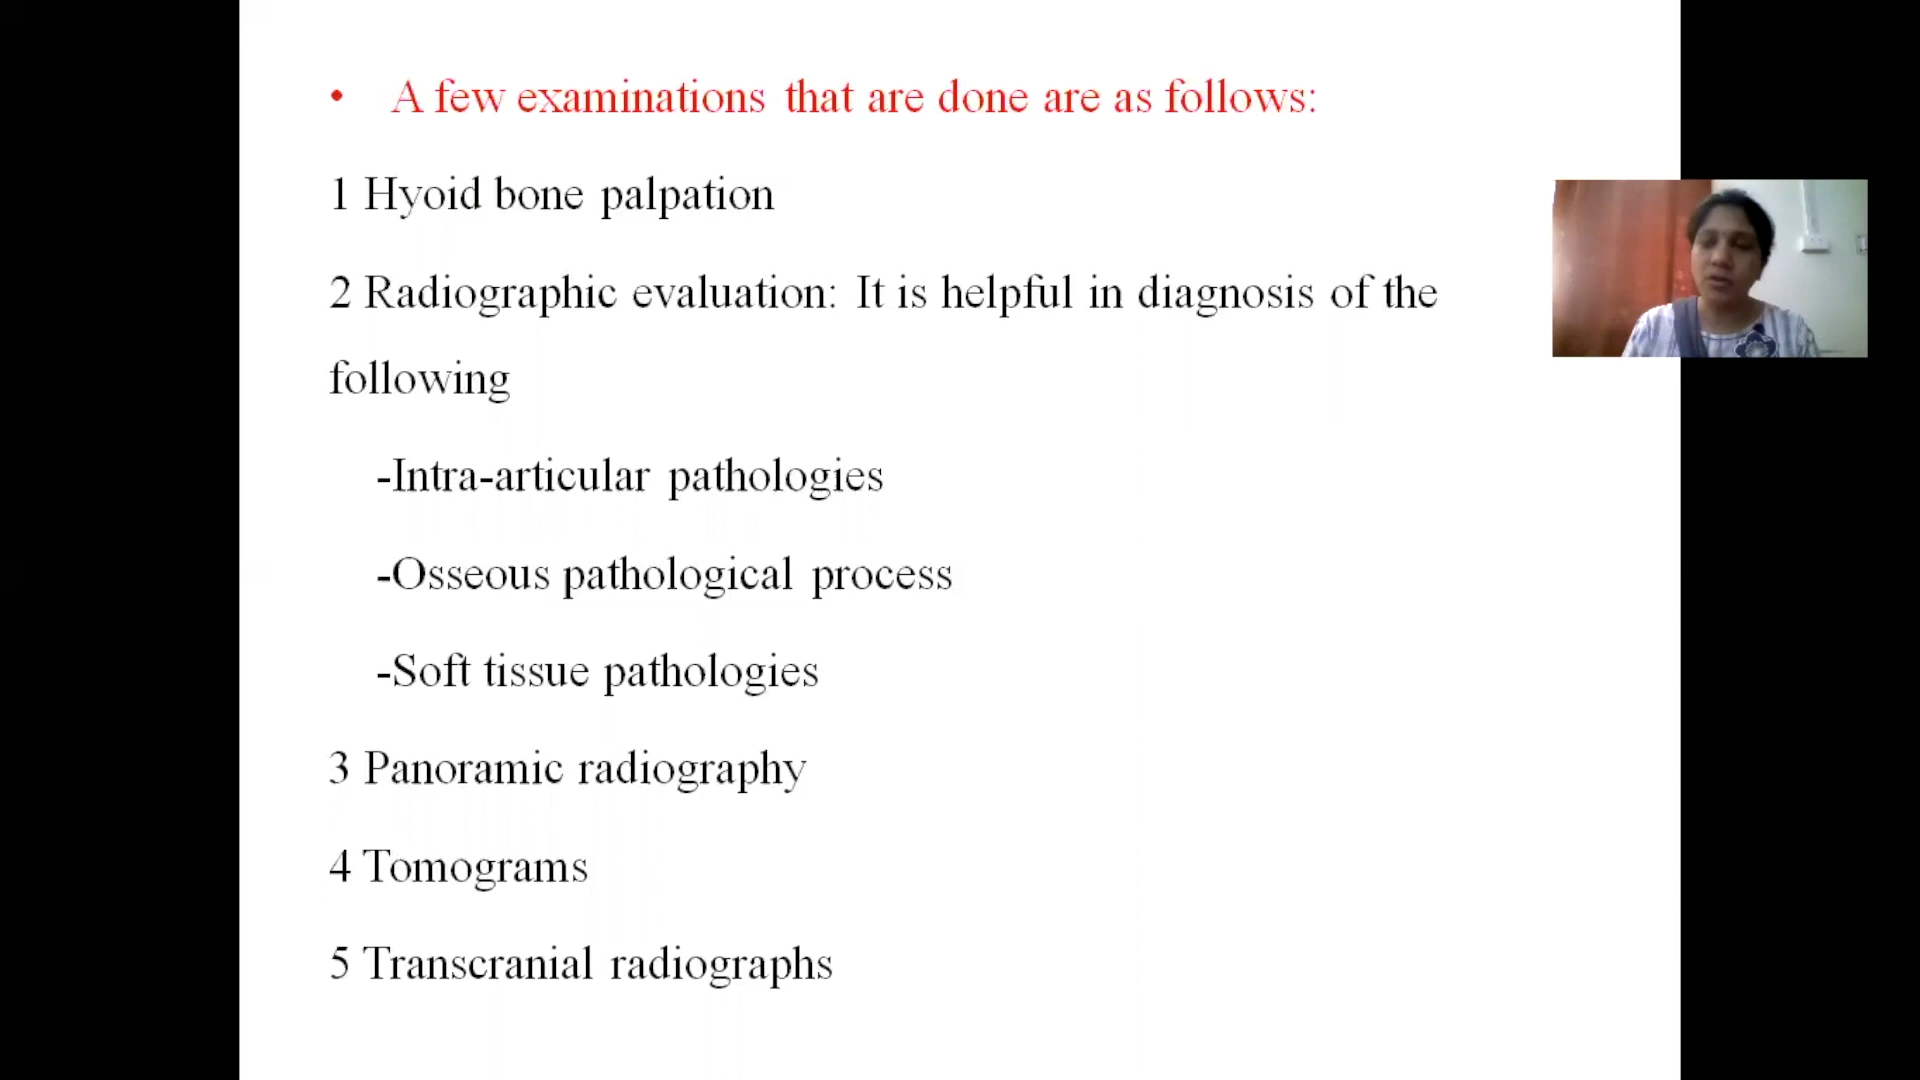 • A few examinations that are done are as follows:
1 Hyoid bone palpation
2 Radiographic evaluation: It is helpful in diagnosis of the
following
-Intra-articular pathologies
-Osseous pathological process
-Soft tissue pathologies
3 Panoramic radiography
4 Tomograms
5 Transcranial radiographs